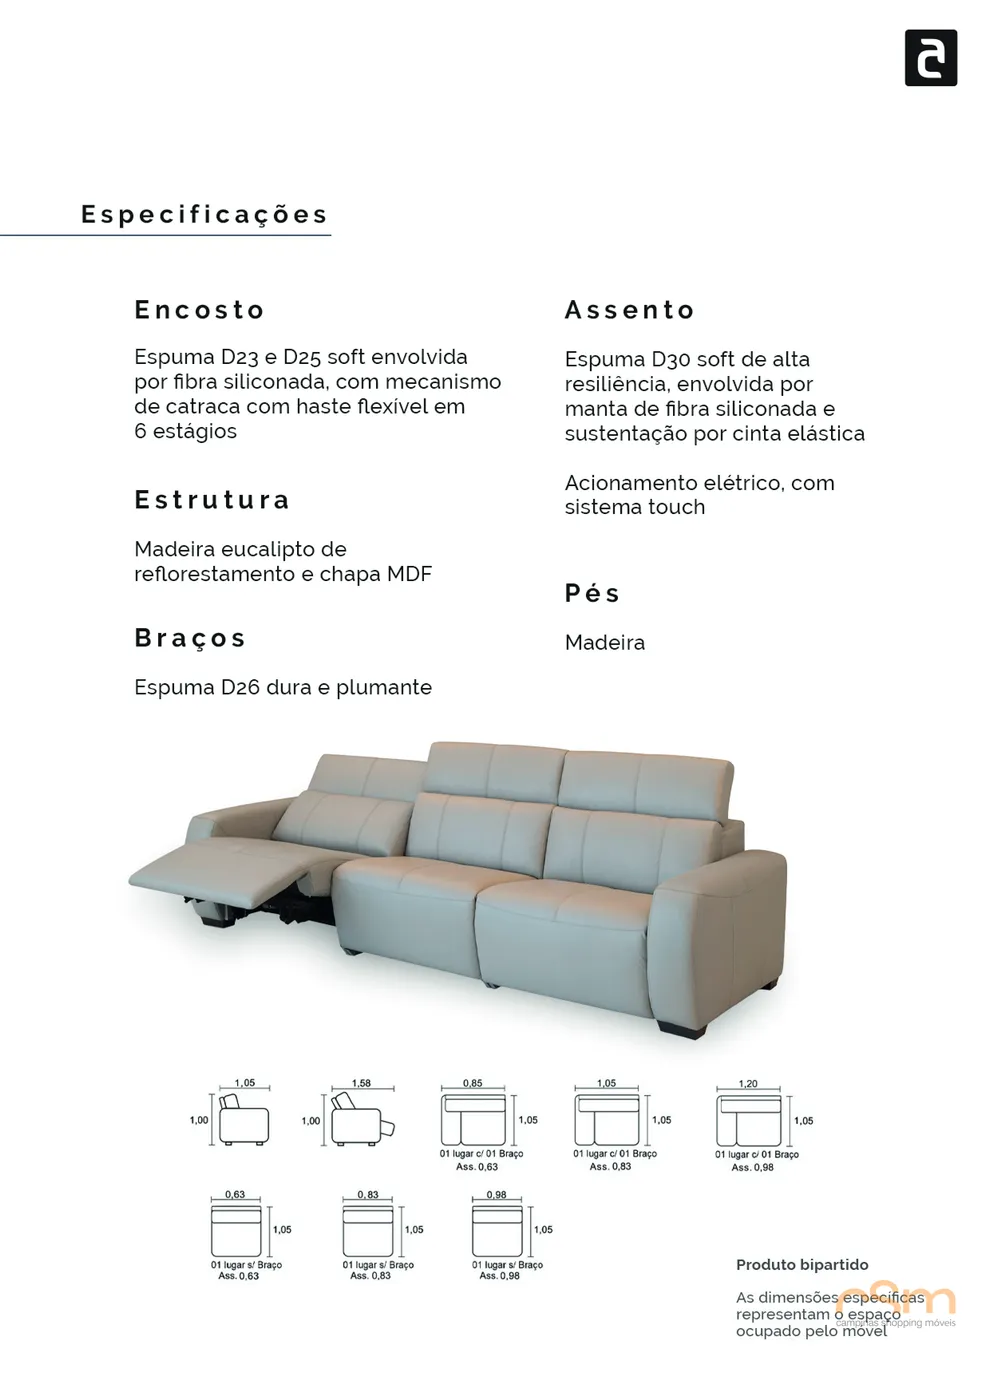 Especificações
Encosto
Espuma D23 e D25 soft envolvida
por fibra siliconada, com mecanismo
de catraca com haste flexível em
6 estágios
Estrutura
Madeira eucalipto de
reflorestamento e chapa MDF
Braços
Espuma D26 dura e plumante
Assento
Espuma D30 soft de alta
resiliência, envolvida por
manta de fibra siliconada e
sustentação por cinta elástica
Acionamento elétrico, com
sistema touch
Pés
Madeira
1,05
1,00
1,58
1,00
0,85
1,05
01 lugar c/ 01 Braço
Ass. 0,63
1,05
1,05
01 lugar c/ 01 Braço
Ass. 0,83
1,20
1,05
01 lugar c/ 01 Braço
Ass. 0,98
0,63
1,05
01 lugar s/ Braço
Ass. 0,63
0,83
1,05
01 lugar s/ Braço
Ass. 0,83
0,98
1,05
01 lugar s/ Braço
Ass. 0,98
Produto bipartido
As dimensões específicas
representam o espaço
ocupado pelo móvel
csm
campinas shopping móveis